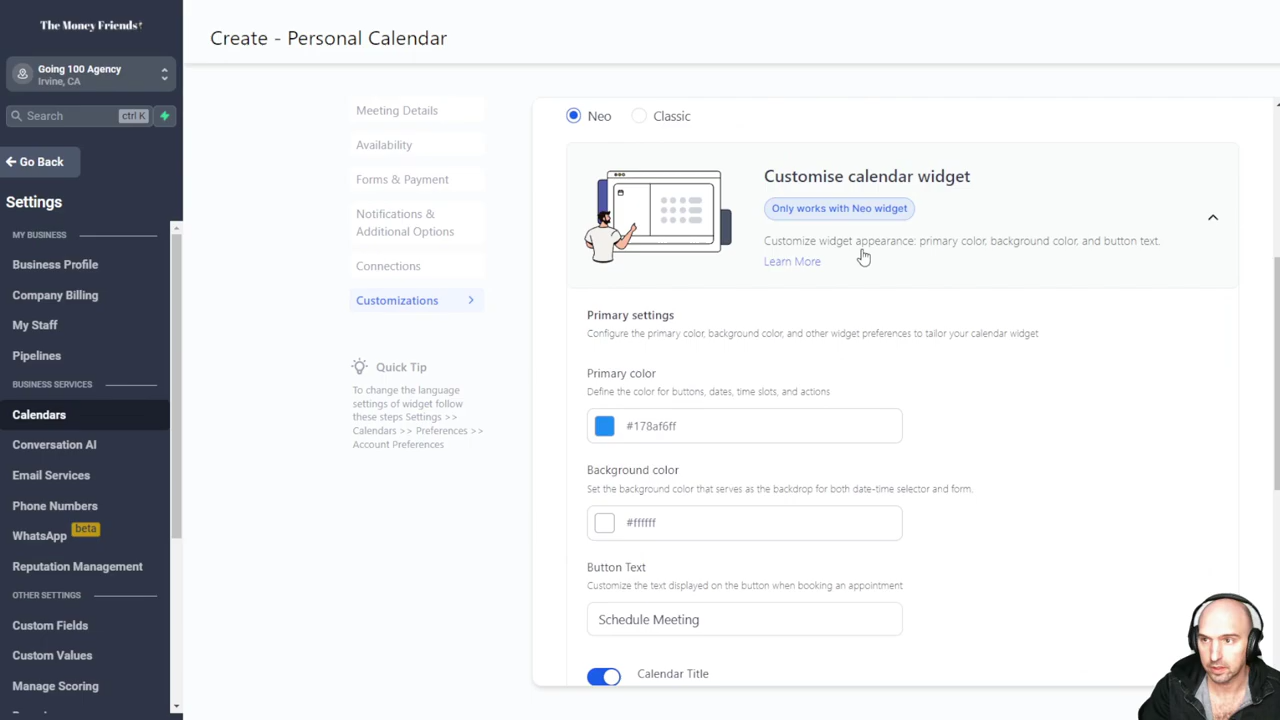 The Money Friends
Going 100 Agency
Irvine, CA
Search
ctrl K
Go Back
Settings
MY BUSINESS
Business Profile
Company Billing
My Staff
Pipelines
BUSINESS SERVICES
Calendars
Conversation AI
Email Services
Phone Numbers
WhatsApp beta
Reputation Management
OTHER SETTINGS
Custom Fields
Custom Values
Manage Scoring
Create - Personal Calendar
Meeting Details
Availability
Forms & Payment
Notifications &
Additional Options
Connections
Customizations
Quick Tip
To change the language
settings of widget follow
these steps Settings >>
Calendars >> Preferences >>
Account Preferences
Neo
Classic
Customise calendar widget
Only works with Neo widget
Customize widget appearance: primary color, background color, and button text.
Learn More
Primary settings
Configure the primary color, background color, and other widget preferences to tailor your calendar widget
Primary color
Define the color for buttons, dates, time slots, and actions
#178af6ff
Background color
Set the background color that serves as the backdrop for both date-time selector and form.
#ffffff
Button Text
Customize the text displayed on the button when booking an appointment
Schedule Meeting
Calendar Title